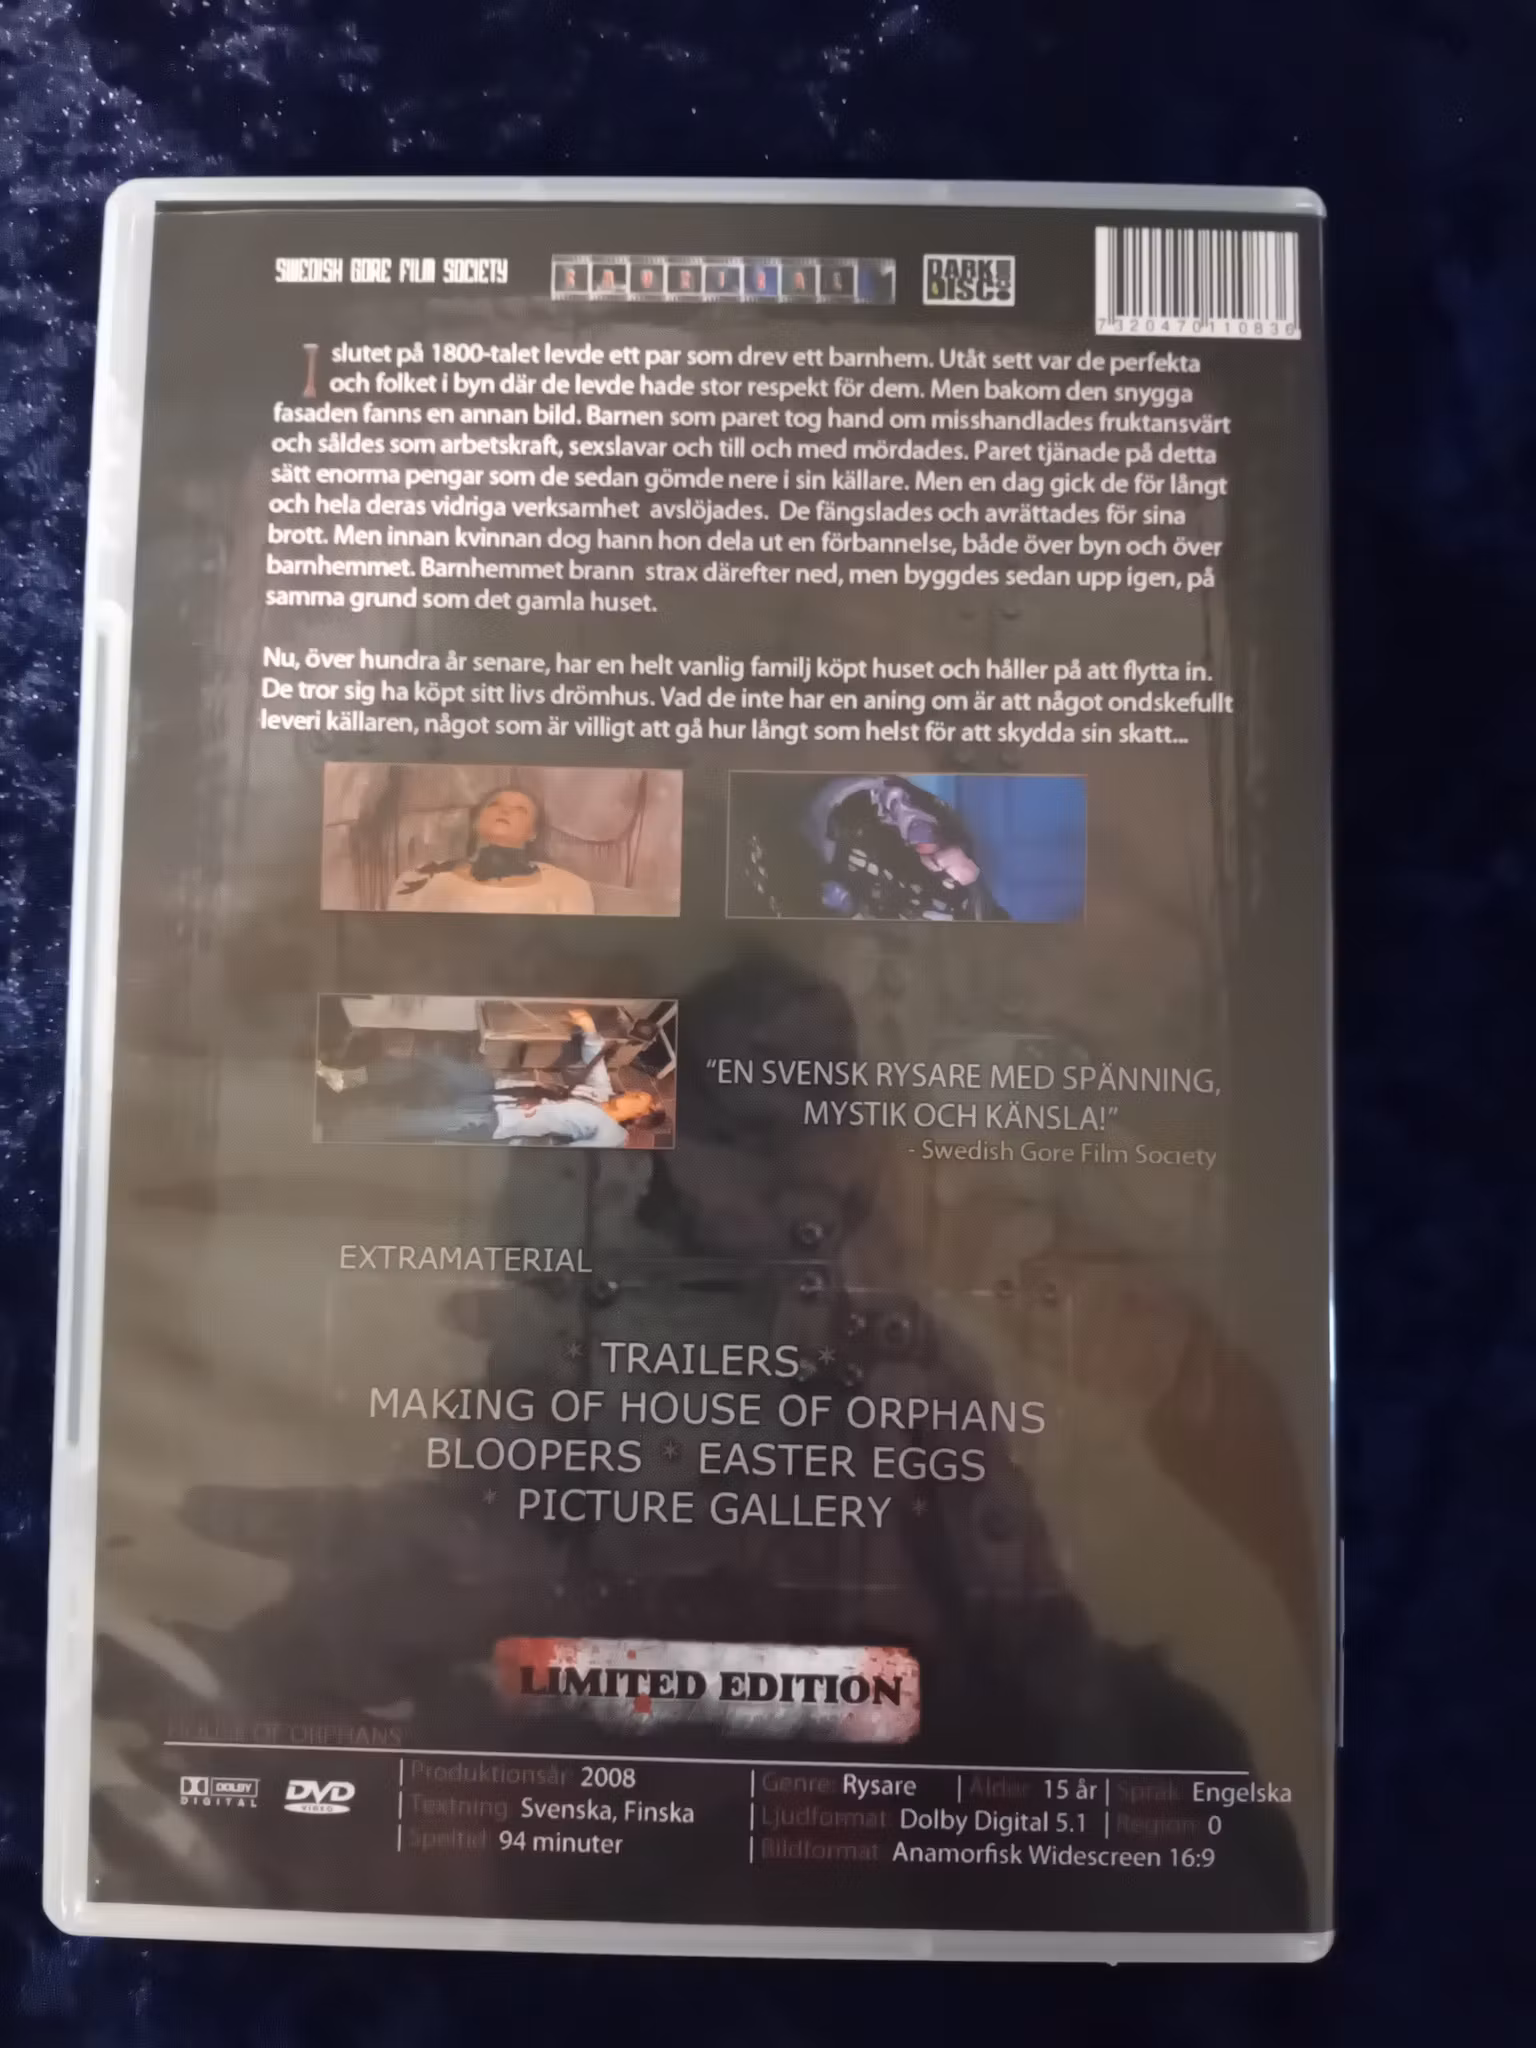 SWEDISH GORE FILM SOCIETY
DARK DISC!
7320470110836
I slutet på 1800-talet levde ett par som drev ett barnhem. Utåt sett var de perfekta
och folket i byn där de levde hade stor respekt för dem. Men bakom den snygga
fasaden fanns en annan bild. Barnen som paret tog hand om misshandlades fruktansvärt
och såldes som arbetskraft, sexslavar och till och med mördades. Paret tjänade på detta
sätt enorma pengar som de sedan gömde nere i sin källare. Men en dag gick de för långt
och hela deras vidriga verksamhet avslöjades. De fängslades och avrättades för sina
brott. Men innan kvinnan dog hann hon dela ut en förbannelse, både över byn och över
barnhemmet. Barnhemmet brann strax därefter ned, men byggdes sedan upp igen, på
samma grund som det gamla huset.
Nu, över hundra år senare, har en helt vanlig familj köpt huset och håller på att flytta in.
De tror sig ha köpt sitt livs drömhus. Vad de inte har en aning om är att något ondskefullt
leveri källaren, något som är villigt att gå hur långt som helst för att skydda sin skatt...
"EN SVENSK RYSARE MED SPÄNNING,
MYSTIK OCH KÄNSLA!"
- Swedish Gore Film Society
EXTRAMATERIAL
* TRAILERS *
MAKING OF HOUSE OF ORPHANS
BLOOPERS * EASTER EGGS
* PICTURE GALLERY *
LIMITED EDITION
HOUSE OF ORPHANS
DOLBY DIGITAL
DVD VIDEO
Produktionsår 2008
Textning Svenska, Finska
Speltid 94 minuter
Genre: Rysare | Ålder 15 år | Språk Engelska
Ljudformat Dolby Digital 5.1 | Region 0
Bildformat Anamorfisk Widescreen 16:9